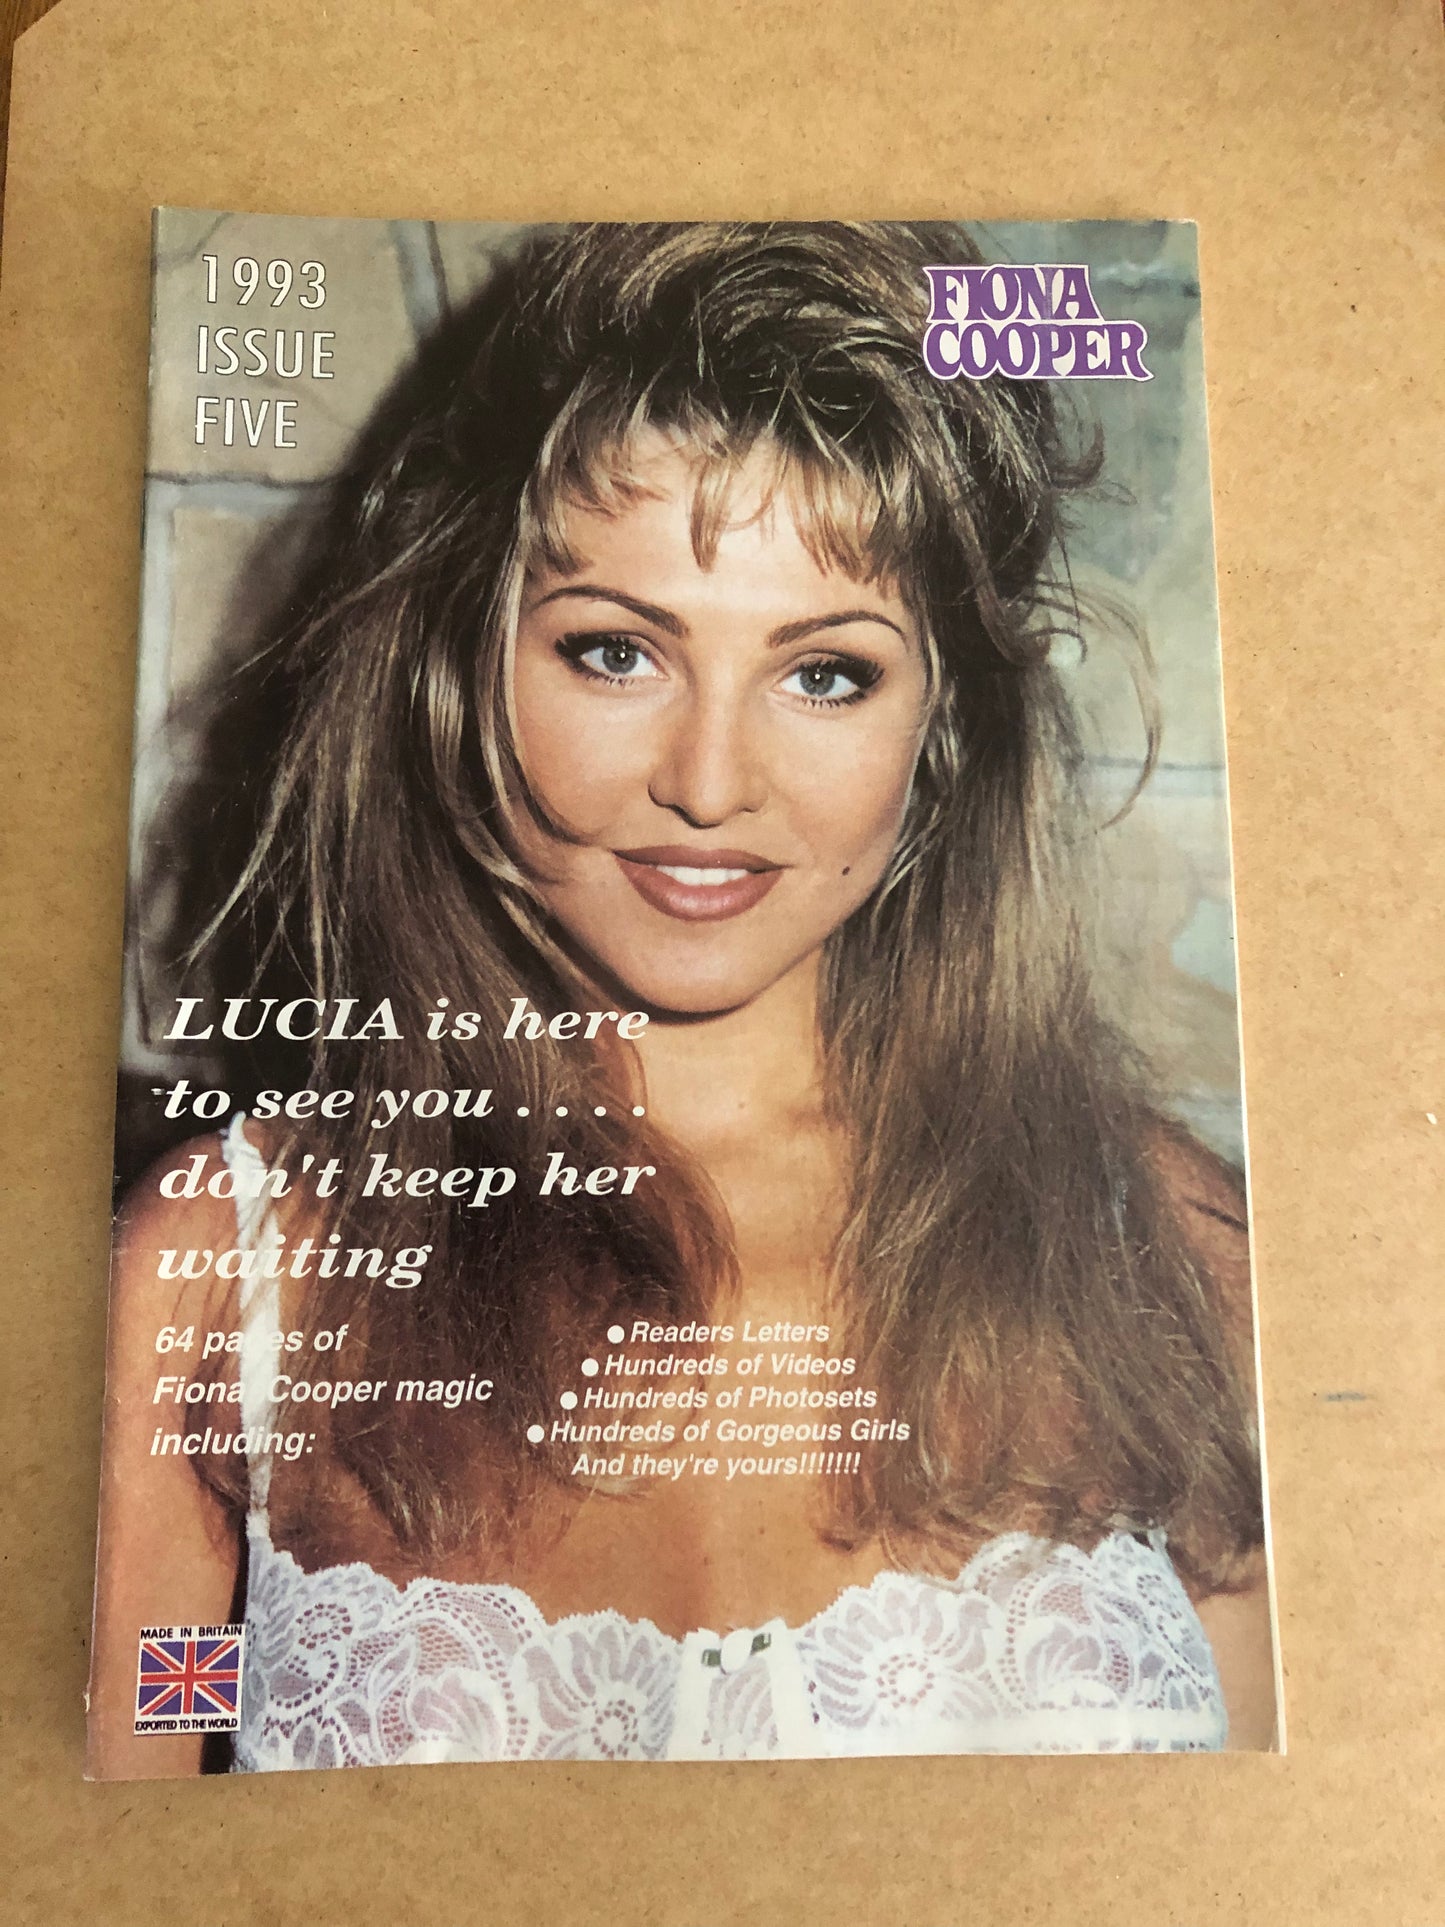 1993
ISSUE
FIVE
FIONA
COOPER
LUCIA is here
to see you . . . .
don't keep her
waiting
64 pages of
Fiona Cooper magic
including:
● Readers Letters
● Hundreds of Videos
● Hundreds of Photosets
● Hundreds of Gorgeous Girls
And they're yours!!!!!!!
MADE IN BRITAIN
EXPORTED TO THE WORLD